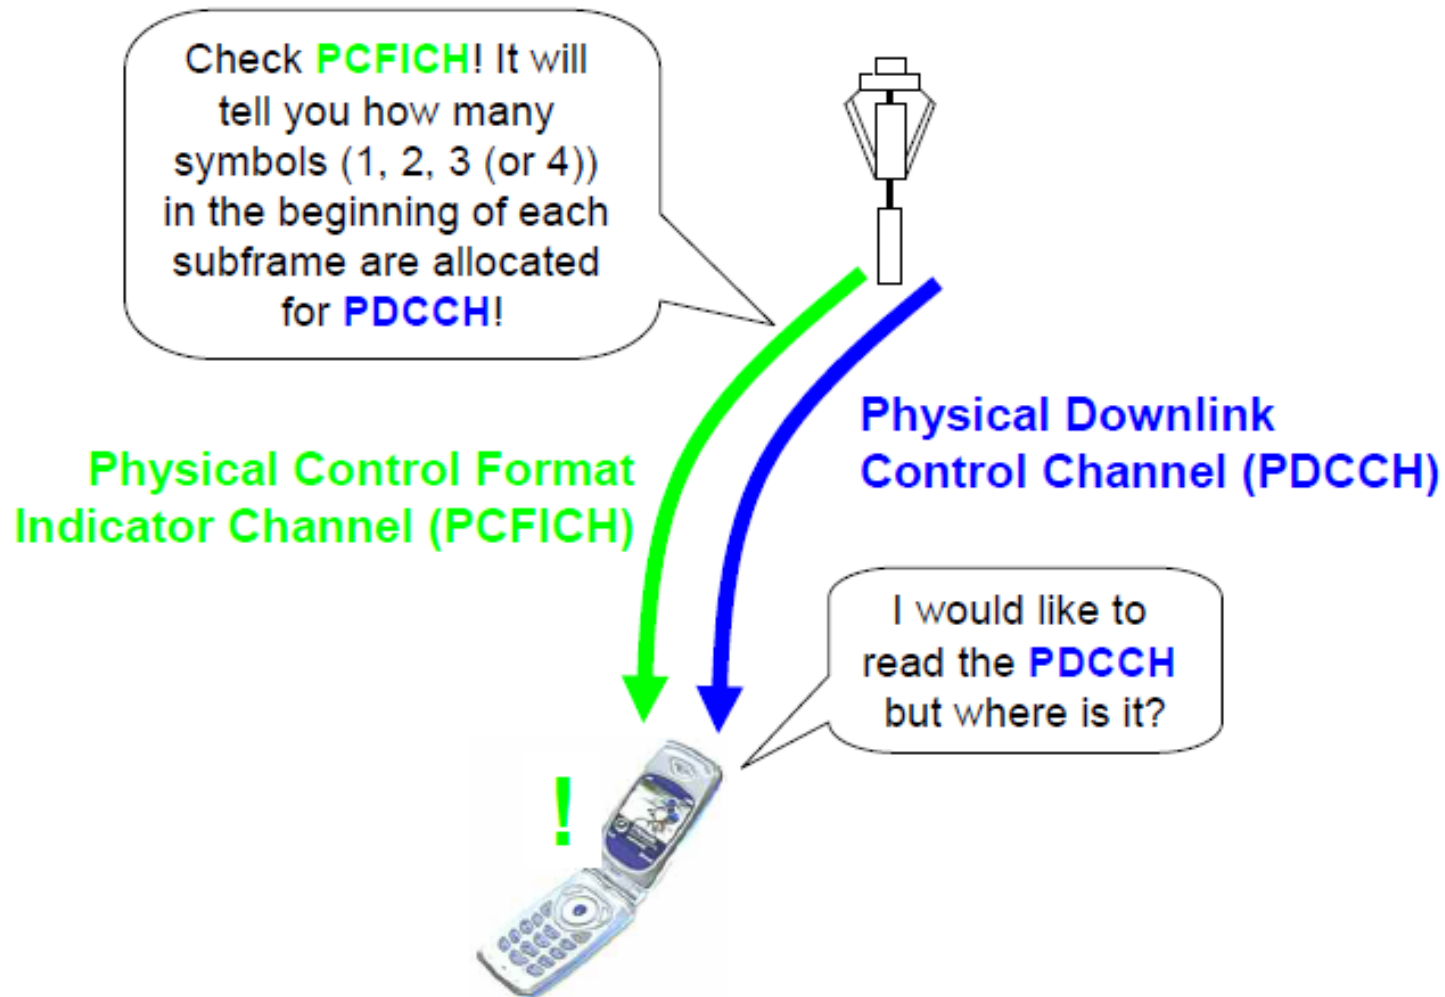 Check PCFICH! It will
tell you how many
symbols (1, 2, 3 (or 4))
in the beginning of each
subframe are allocated
for PDCCH!
Physical Downlink
Control Channel (PDCCH)
Physical Control Format
Indicator Channel (PCFICH)
I would like to
read the PDCCH
but where is it?
!